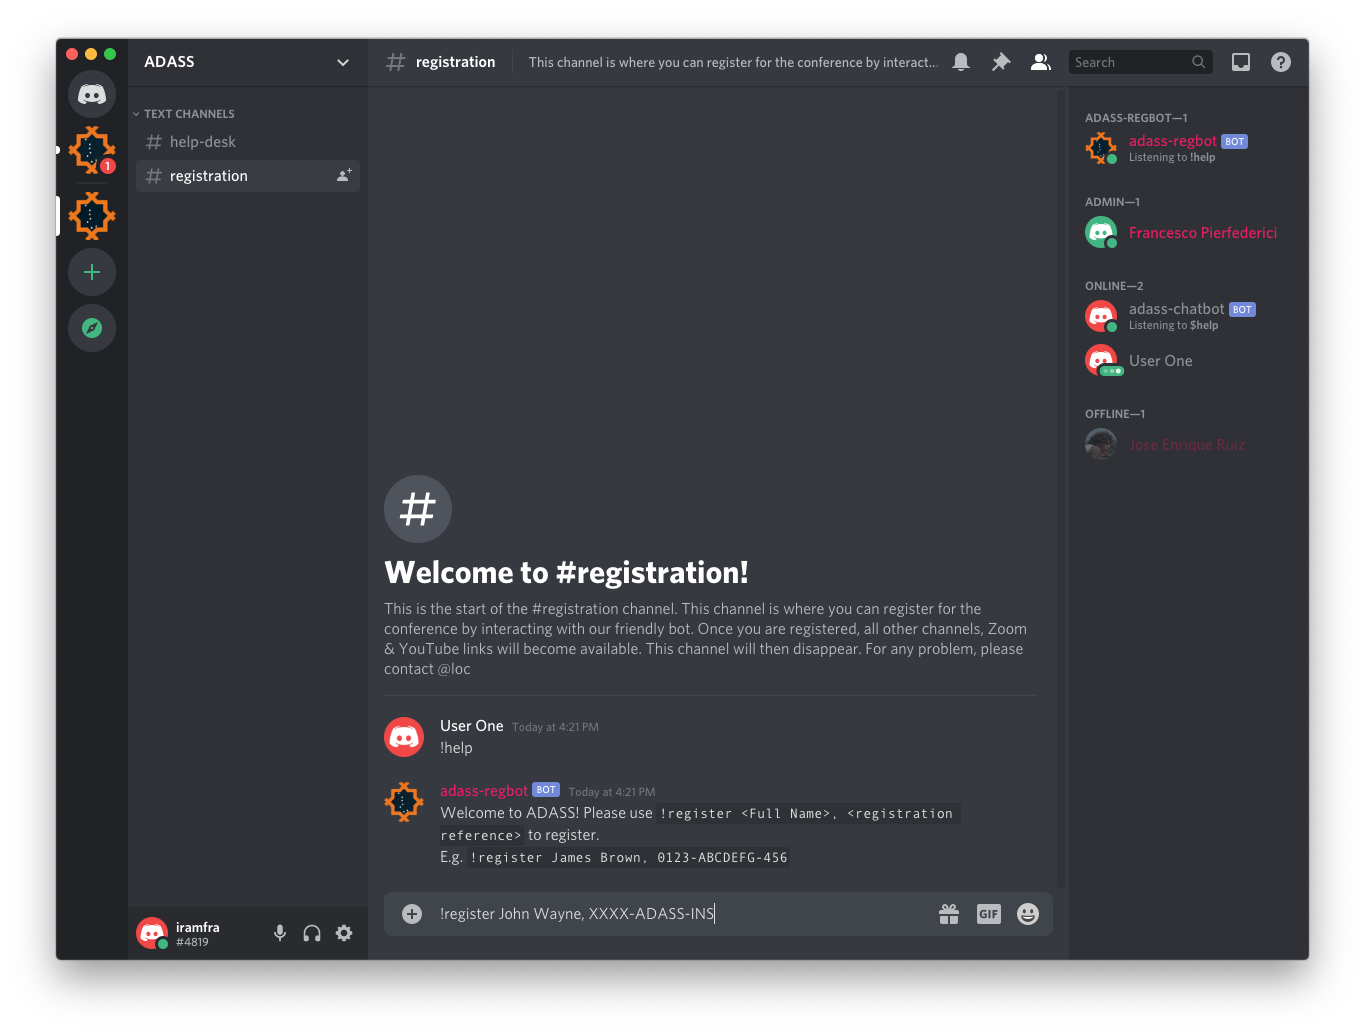 ADASS
registration
This channel is where you can register for the conference by interact...
Search
1
TEXT CHANNELS
help-desk
registration
Welcome to #registration!
This is the start of the #registration channel. This channel is where you can register for the
conference by interacting with our friendly bot. Once you are registered, all other channels, Zoom
& YouTube links will become available. This channel will then disappear. For any problem, please
contact @loc
User One Today at 4:21 PM
!help
adass-regbot BOT Today at 4:21 PM
Welcome to ADASS! Please use !register <Full Name>, <registration
reference> to register.
E.g. !register James Brown, 0123-ABCDEFG-456
!register John Wayne, XXXX-ADASS-INS
GIF
iramfra
#4819
ADASS-REGBOT—1
adass-regbot BOT
Listening to !help
ADMIN—1
Francesco Pierfederici
ONLINE—2
adass-chatbot BOT
Listening to $help
User One
OFFLINE—1
Jose Enrique Ruiz